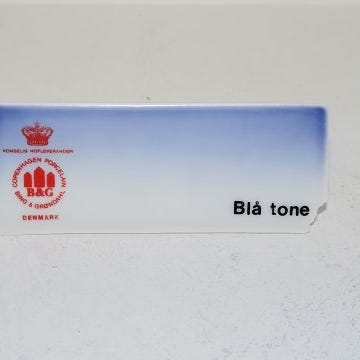 KONGELIG HOFLEVERANDØR
COPENHAGEN PORCELAIN
B&G
BING & GRØNDAHL
DENMARK
Blå tone